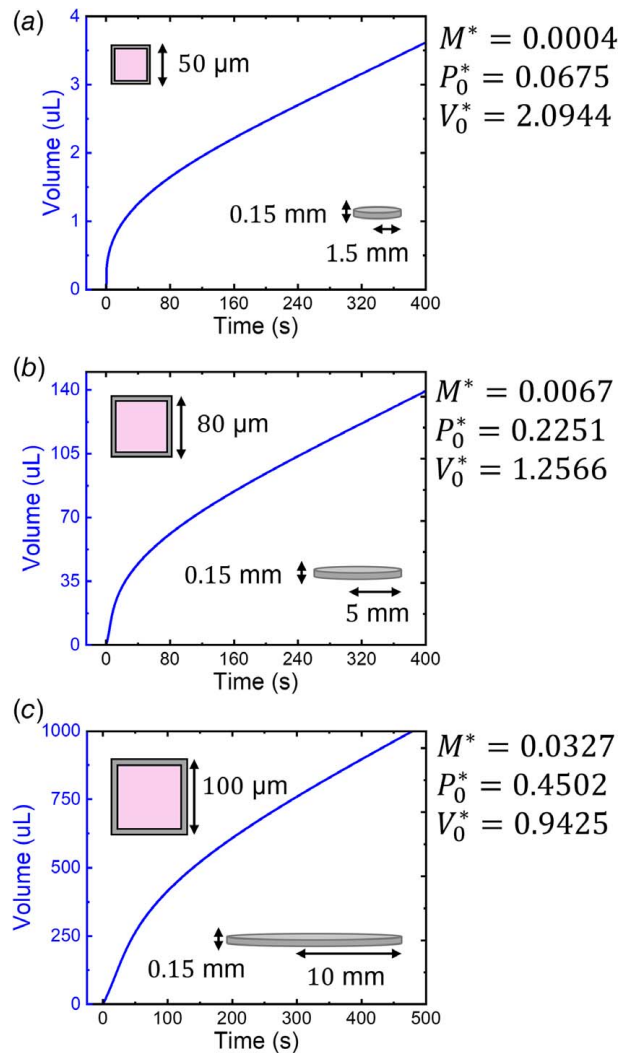 (a)
4
3
2
1
0
Volume (uL)
50 µm
0.15 mm
1.5 mm
0 80 160 240 320 400
Time (s)
M* = 0.0004
P₀* = 0.0675
V₀* = 2.0944
(b)
140
105
70
35
0
Volume (uL)
80 µm
0.15 mm
5 mm
0 80 160 240 320 400
Time (s)
M* = 0.0067
P₀* = 0.2251
V₀* = 1.2566
(c)
1000
750
500
250
0
Volume (uL)
100 µm
0.15 mm
10 mm
0 100 200 300 400 500
Time (s)
M* = 0.0327
P₀* = 0.4502
V₀* = 0.9425